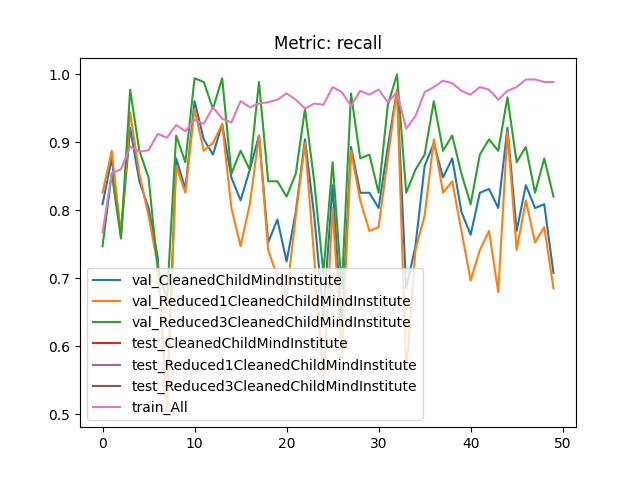 Metric: recall
1.0
0.9
0.8
0.7
0.6
0.5
val_CleanedChildMindInstitute
val_Reduced1CleanedChildMindInstitute
val_Reduced3CleanedChildMindInstitute
test_CleanedChildMindInstitute
test_Reduced1CleanedChildMindInstitute
test_Reduced3CleanedChildMindInstitute
train_All
0 10 20 30 40 50